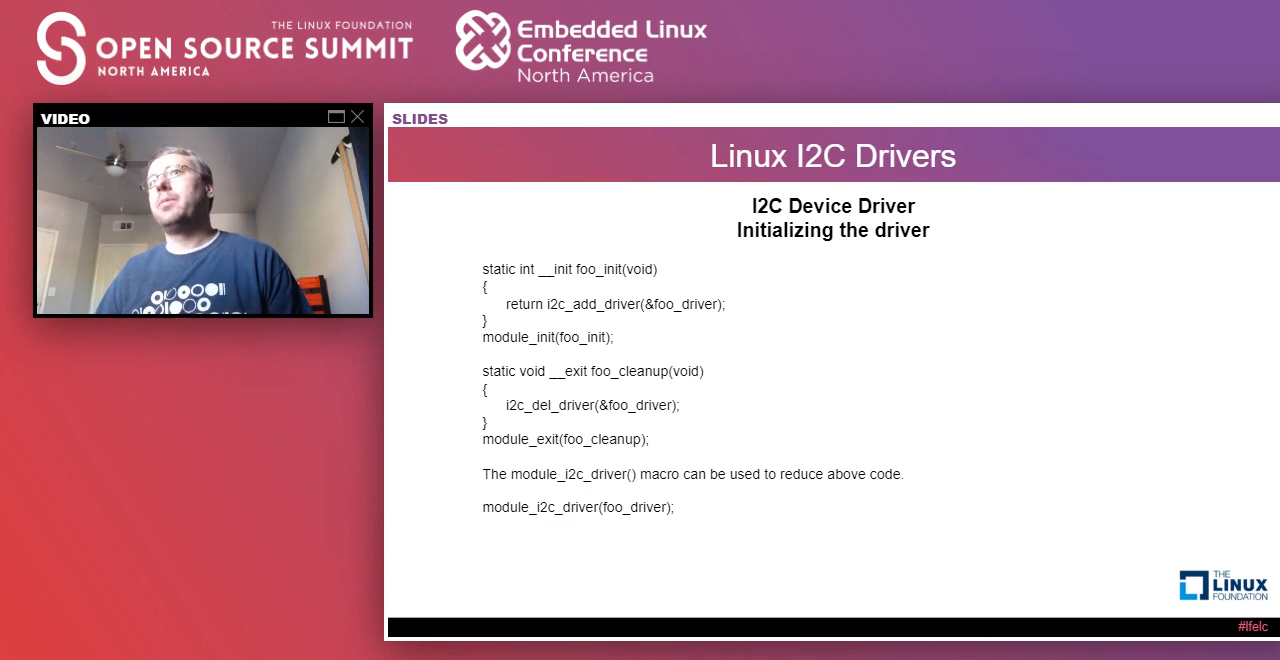 THE LINUX FOUNDATION
OPEN SOURCE SUMMIT
NORTH AMERICA
Embedded Linux
Conference
North America
VIDEO
SLIDES
Linux I2C Drivers
I2C Device Driver
Initializing the driver
static int __init foo_init(void)
{
return i2c_add_driver(&foo_driver);
}
module_init(foo_init);
static void __exit foo_cleanup(void)
{
i2c_del_driver(&foo_driver);
}
module_exit(foo_cleanup);
The module_i2c_driver() macro can be used to reduce above code.
module_i2c_driver(foo_driver);
THE
LINUX
FOUNDATION
#lfelc